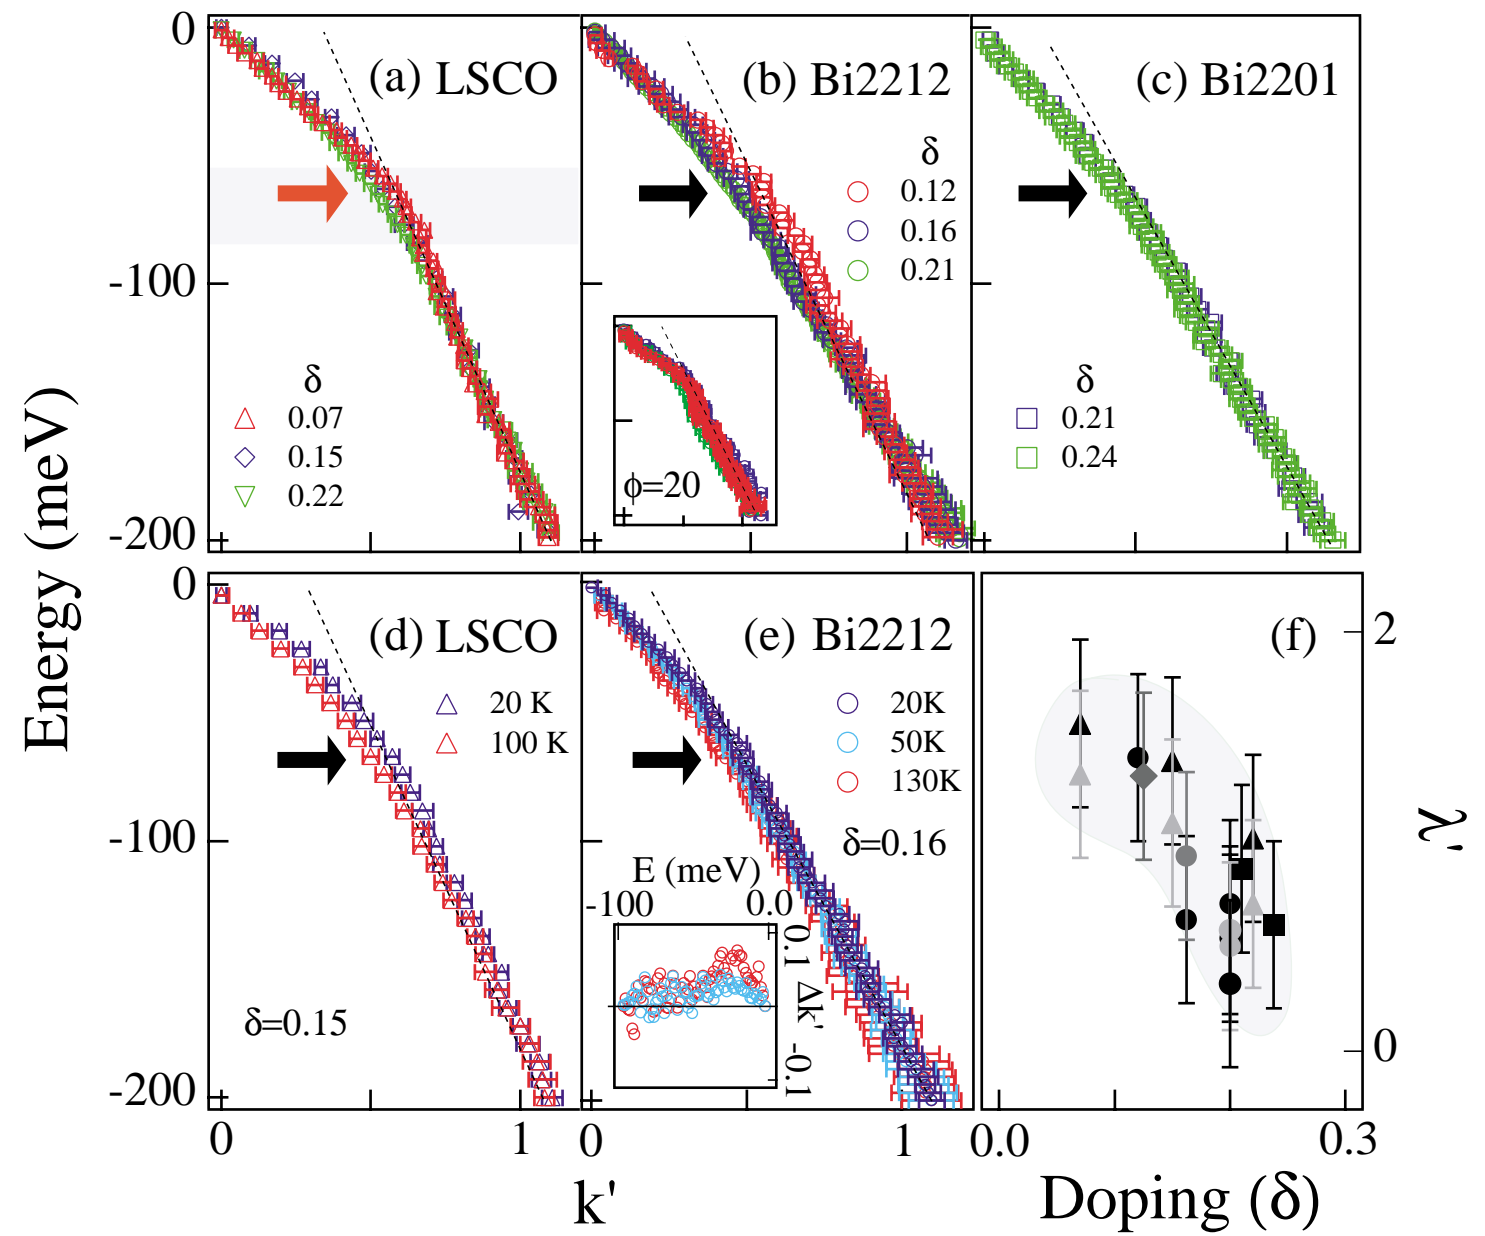 Energy (meV)
0
-100
-200
(a) LSCO
δ
0.07
0.15
0.22
(b) Bi2212
δ
0.12
0.16
0.21
ϕ=20
(c) Bi2201
δ
0.21
0.24
0
-100
-200
(d) LSCO
20 K
100 K
δ=0.15
0
1
(e) Bi2212
20K
50K
130K
δ=0.16
E (meV)
-100
0.0
0.1
Δk'
-0.1
0
1
k'
(f)
2
0
λ'
0.0
0.3
Doping (δ)